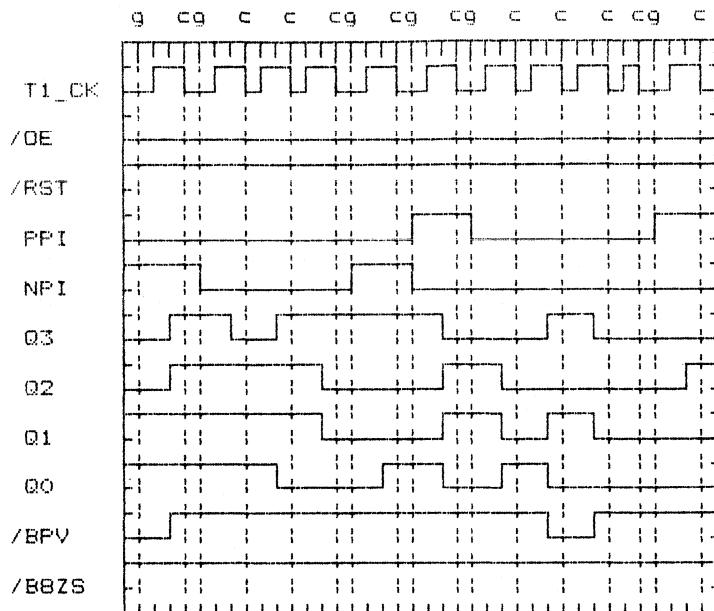 g cg c c cg cg cg c c cg c
T1_CK
/OE
/RST
PPI
NPI
Q3
Q2
Q1
Q0
/BPV
/B8ZS